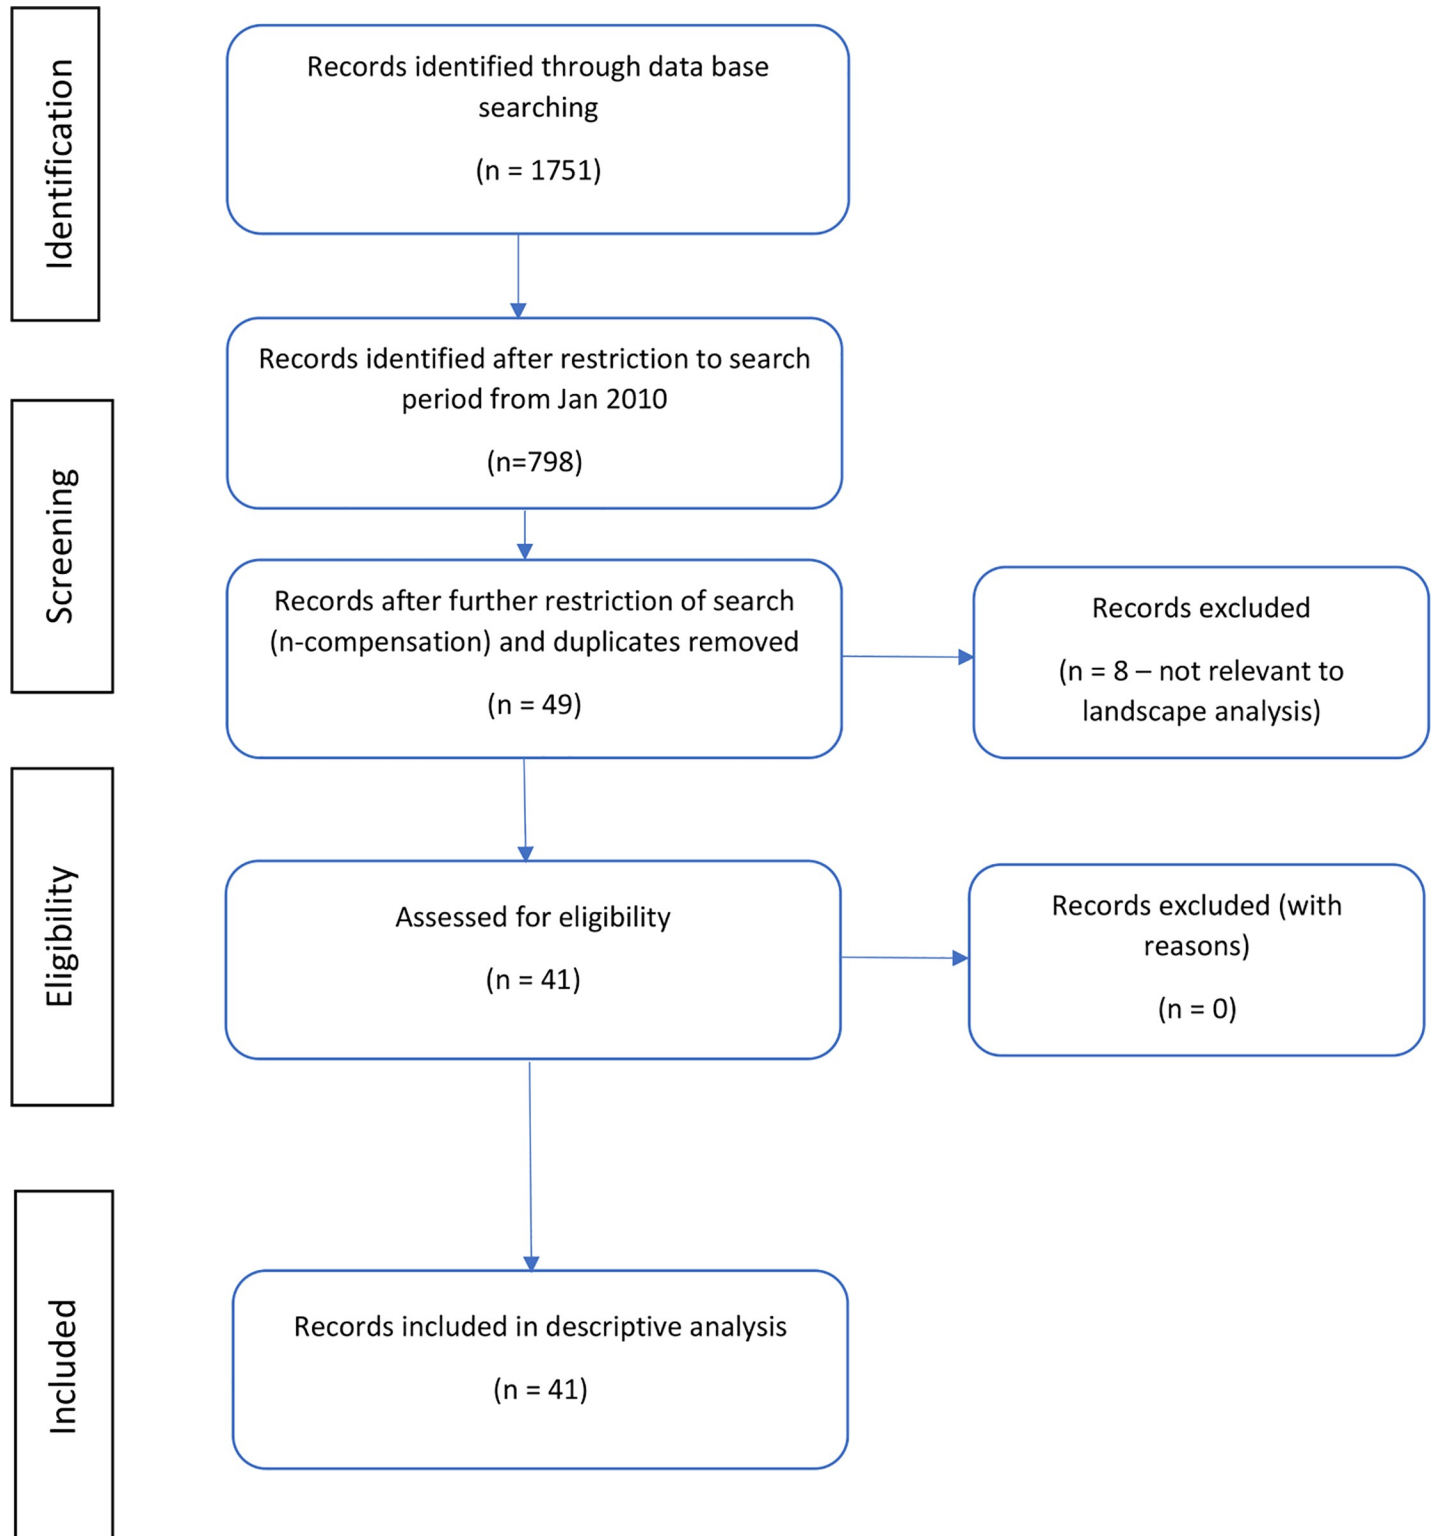 Identification
Records identified through data base
searching
(n = 1751)
Records identified after restriction to search
period from Jan 2010
(n=798)
Screening
Records after further restriction of search
(n-compensation) and duplicates removed
(n = 49)
Records excluded
(n = 8 – not relevant to
landscape analysis)
Eligibility
Assessed for eligibility
(n = 41)
Records excluded (with
reasons)
(n = 0)
Included
Records included in descriptive analysis
(n = 41)